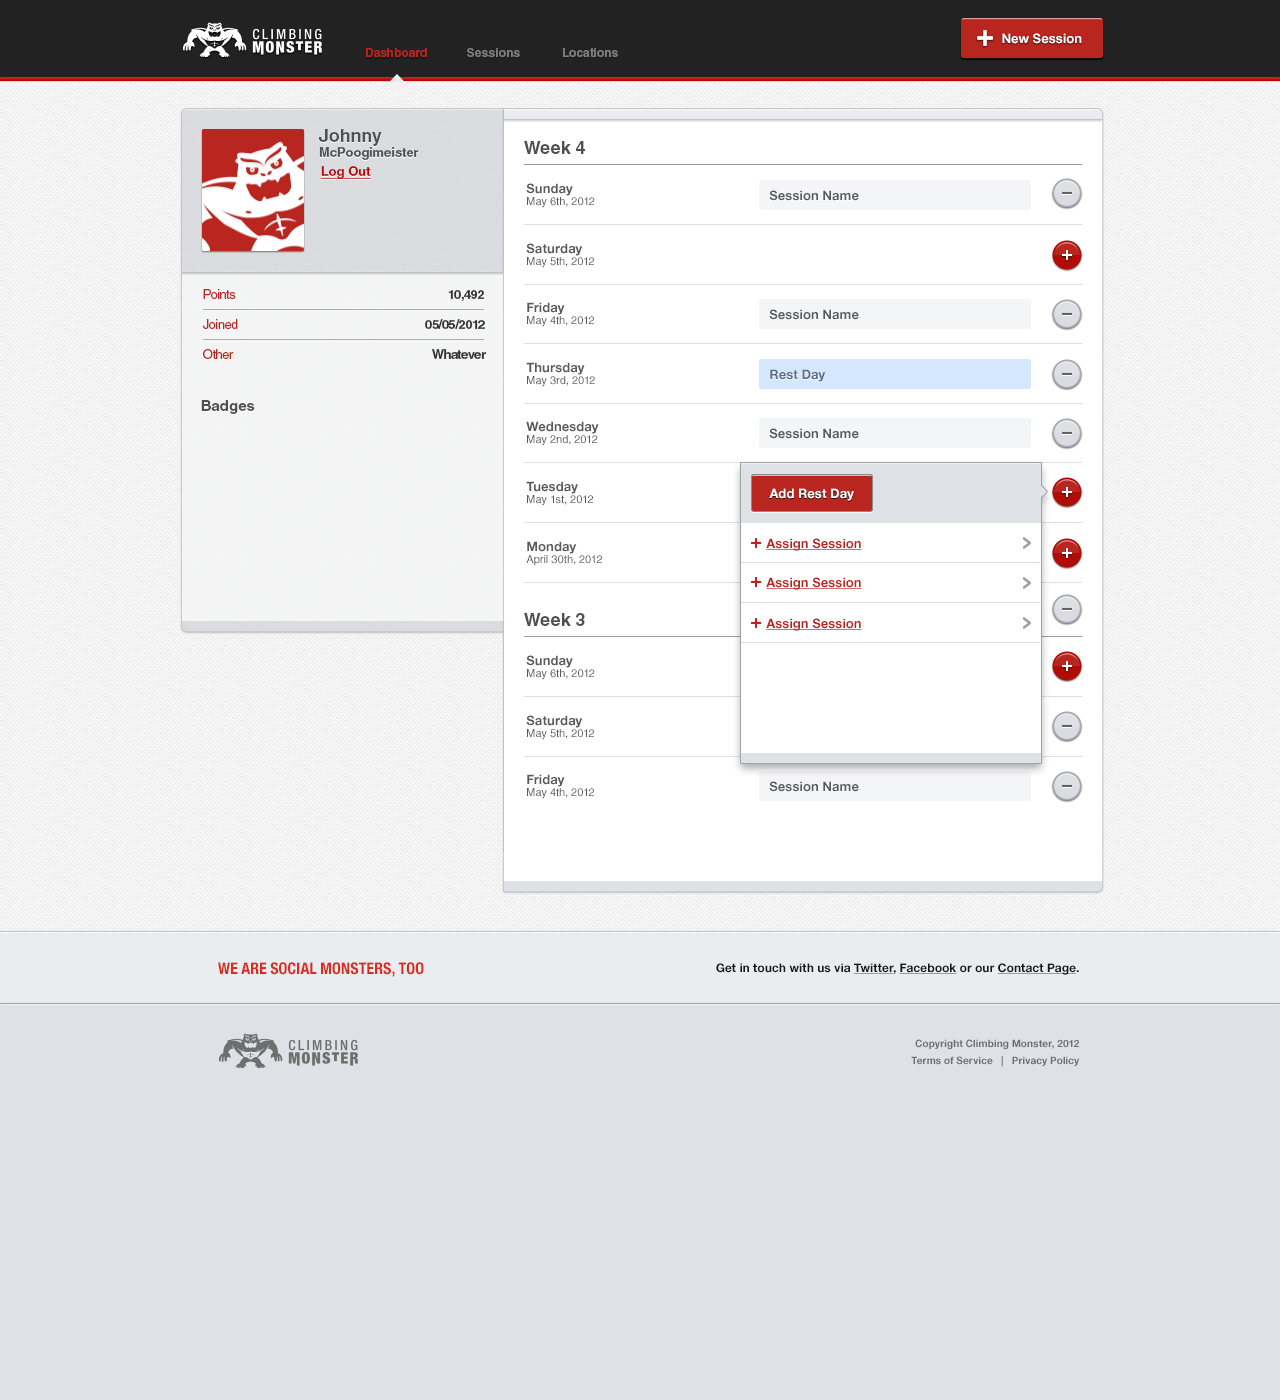 CLIMBING
MONSTER
Dashboard
Sessions
Locations
New Session
Johnny
McPoogimeister
Log Out
Points
10,492
Joined
05/05/2012
Other
Whatever
Badges
Week 4
Sunday
May 6th, 2012
Session Name
Saturday
May 5th, 2012
Friday
May 4th, 2012
Session Name
Thursday
May 3rd, 2012
Rest Day
Wednesday
May 2nd, 2012
Session Name
Tuesday
May 1st, 2012
Monday
April 30th, 2012
Add Rest Day
Assign Session
Assign Session
Assign Session
Week 3
Sunday
May 6th, 2012
Saturday
May 5th, 2012
Friday
May 4th, 2012
Session Name
WE ARE SOCIAL MONSTERS, TOO
Get in touch with us via Twitter, Facebook or our Contact Page.
CLIMBING
MONSTER
Copyright Climbing Monster, 2012
Terms of Service | Privacy Policy